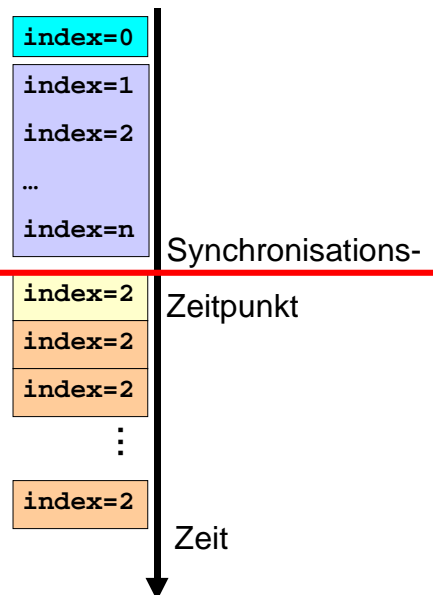 index=0
index=1
index=2
…
index=n
Synchronisations-
Zeitpunkt
index=2
index=2
index=2
⋮
index=2
Zeit